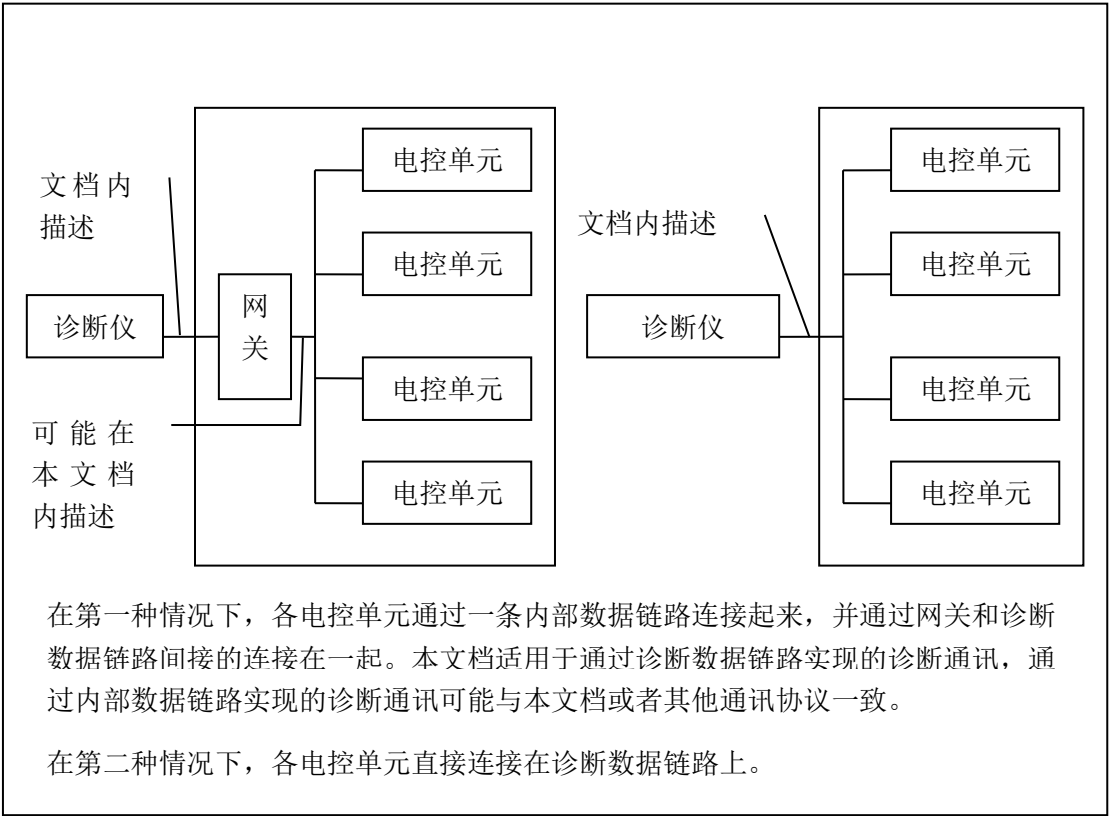 文档内
描述
诊断仪
网
关
可能在
本文档
内描述
电控单元
电控单元
电控单元
电控单元
文档内描述
诊断仪
电控单元
电控单元
电控单元
电控单元
在第一种情况下，各电控单元通过一条内部数据链路连接起来，并通过网关和诊断
数据链路间接的连接在一起。本文档适用于通过诊断数据链路实现的诊断通讯，通
过内部数据链路实现的诊断通讯可能与本文档或者其他通讯协议一致。
在第二种情况下，各电控单元直接连接在诊断数据链路上。